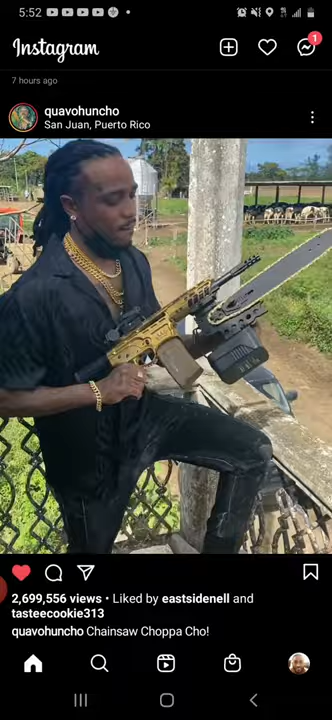 5:52
Instagram
1
7 hours ago
quavohuncho
San Juan, Puerto Rico
2,699,556 views • Liked by eastsidenell and
tasteecookie313
quavohuncho Chainsaw Choppa Cho!